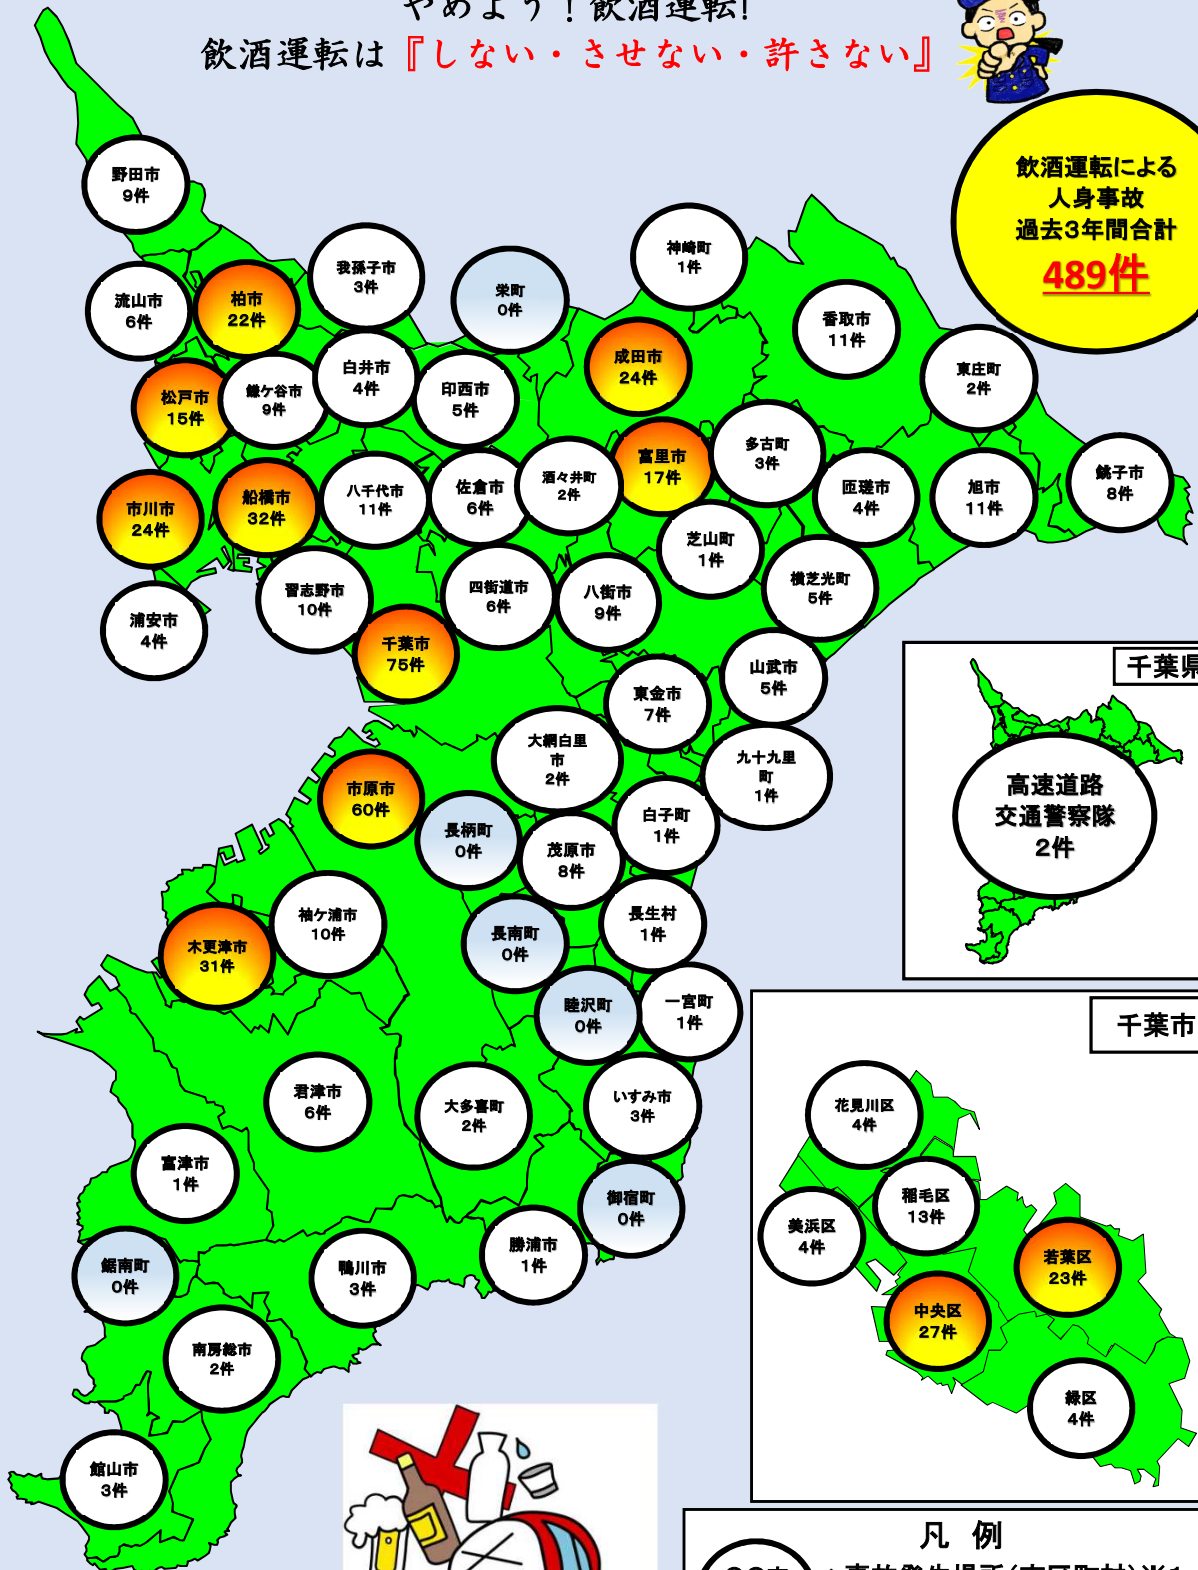 やめよう！飲酒運転！
飲酒運転は『しない・させない・許さない』
飲酒運転による
人身事故
過去3年間合計
489件
野田市
9件
流山市
6件
柏市
22件
我孫子市
3件
栄町
0件
神崎町
1件
香取市
11件
東庄町
2件
銚子市
8件
松戸市
15件
鎌ケ谷市
9件
白井市
4件
印西市
5件
成田市
24件
市川市
24件
船橋市
32件
八千代市
11件
佐倉市
6件
酒々井町
2件
富里市
17件
多古町
3件
匝瑳市
4件
旭市
11件
芝山町
1件
横芝光町
5件
浦安市
4件
習志野市
10件
千葉市
75件
四街道市
6件
八街市
9件
山武市
5件
東金市
7件
大網白里
市
2件
九十九里
町
1件
市原市
60件
長柄町
0件
茂原市
8件
白子町
1件
木更津市
31件
袖ケ浦市
10件
長南町
0件
長生村
1件
睦沢町
0件
一宮町
1件
君津市
6件
大多喜町
2件
いすみ市
3件
富津市
1件
御宿町
0件
鋸南町
0件
鴨川市
3件
勝浦市
1件
南房総市
2件
館山市
3件
千葉県
高速道路
交通警察隊
2件
千葉市
花見川区
4件
稲毛区
13件
美浜区
4件
若葉区
23件
中央区
27件
緑区
4件
凡 例